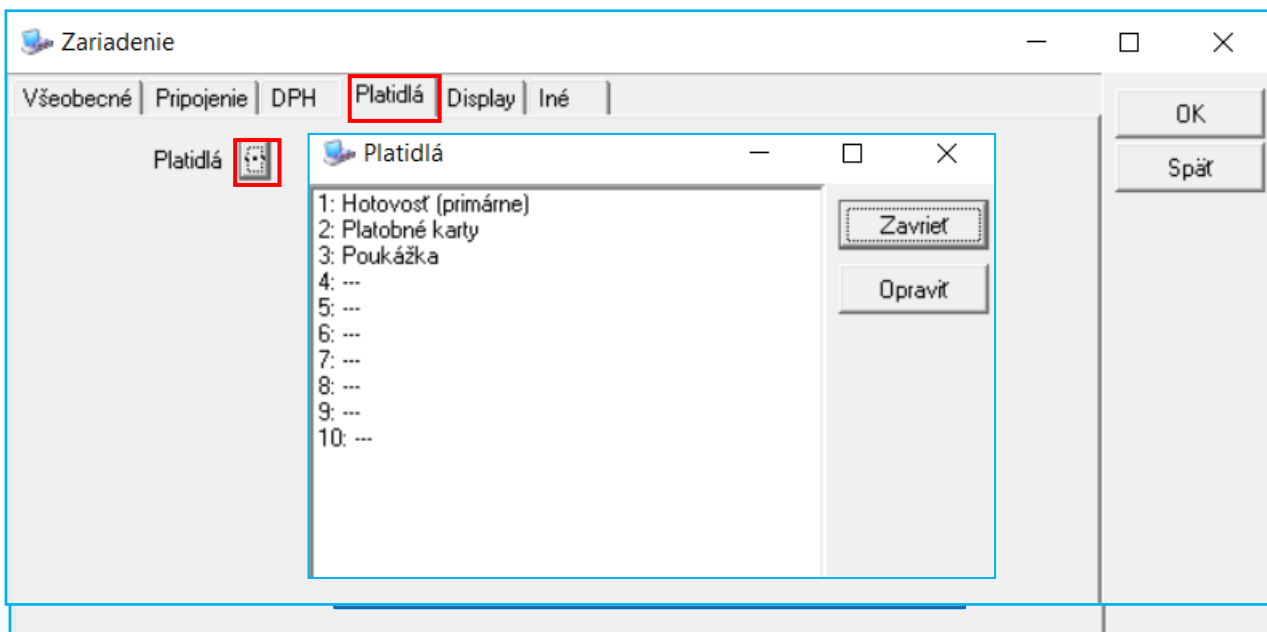 Zariadenie
Všeobecné Pripojenie DPH Platidlá Display Iné
OK
Späť
Platidlá
Platidlá
1: Hotovosť (primárne)
2: Platobné karty
3: Poukážka
4: ---
5: ---
6: ---
7: ---
8: ---
9: ---
10: ---
Zavrieť
Opraviť